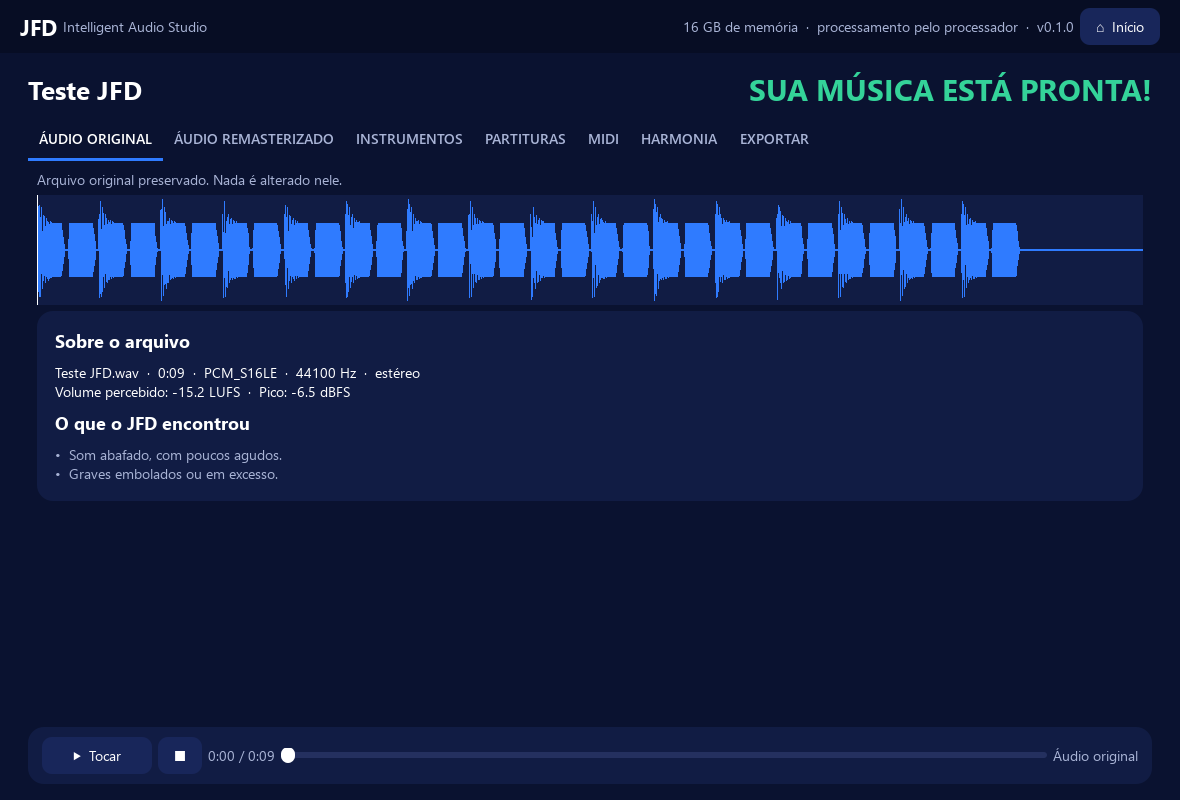 JFD Intelligent Audio Studio
16 GB de memória · processamento pelo processador · v0.1.0
⌂ Início
Teste JFD
SUA MÚSICA ESTÁ PRONTA!
ÁUDIO ORIGINAL ÁUDIO REMASTERIZADO INSTRUMENTOS PARTITURAS MIDI HARMONIA EXPORTAR
Arquivo original preservado. Nada é alterado nele.
Sobre o arquivo
Teste JFD.wav · 0:09 · PCM_S16LE · 44100 Hz · estéreo
Volume percebido: -15.2 LUFS · Pico: -6.5 dBFS
O que o JFD encontrou
• Som abafado, com poucos agudos.
• Graves embolados ou em excesso.
Tocar
0:00 / 0:09
Áudio original